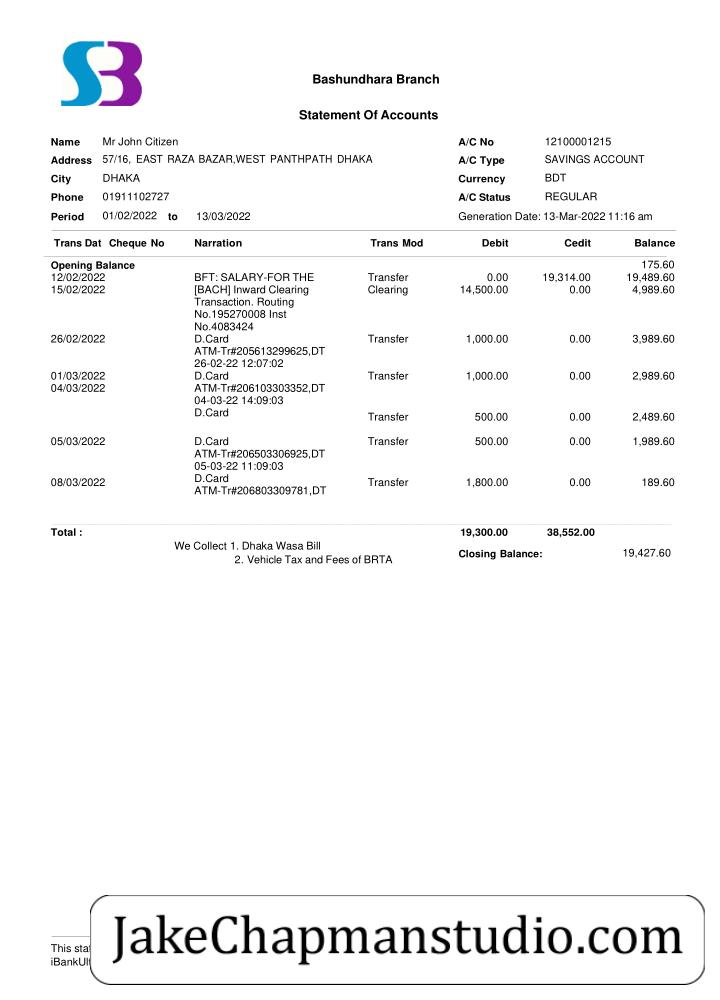 SB
Bashundhara Branch
Statement Of Accounts
Name Mr John Citizen A/C No 12100001215
Address 57/16, EAST RAZA BAZAR,WEST PANTHPATH DHAKA A/C Type SAVINGS ACCOUNT
City DHAKA Currency BDT
Phone 01911102727 A/C Status REGULAR
Period 01/02/2022 to 13/03/2022 Generation Date: 13-Mar-2022 11:16 am
Trans Dat Cheque No Narration Trans Mod Debit Cedit Balance
Opening Balance 175.60
12/02/2022 BFT: SALARY-FOR THE Transfer 0.00 19,314.00 19,489.60
15/02/2022 [BACH] Inward Clearing Clearing 14,500.00 0.00 4,989.60
Transaction. Routing
No.195270008 Inst
No.4083424
26/02/2022 D.Card Transfer 1,000.00 0.00 3,989.60
ATM-Tr#205613299625,DT
26-02-22 12:07:02
01/03/2022 D.Card Transfer 1,000.00 0.00 2,989.60
04/03/2022 ATM-Tr#206103303352,DT
04-03-22 14:09:03
D.Card
Transfer 500.00 0.00 2,489.60
05/03/2022 D.Card Transfer 500.00 0.00 1,989.60
ATM-Tr#206503306925,DT
05-03-22 11:09:03
08/03/2022 D.Card Transfer 1,800.00 0.00 189.60
ATM-Tr#206803309781,DT
Total : 19,300.00 38,552.00
We Collect 1. Dhaka Wasa Bill
2. Vehicle Tax and Fees of BRTA
Closing Balance: 19,427.60
This
JakeChapmanstudio.com